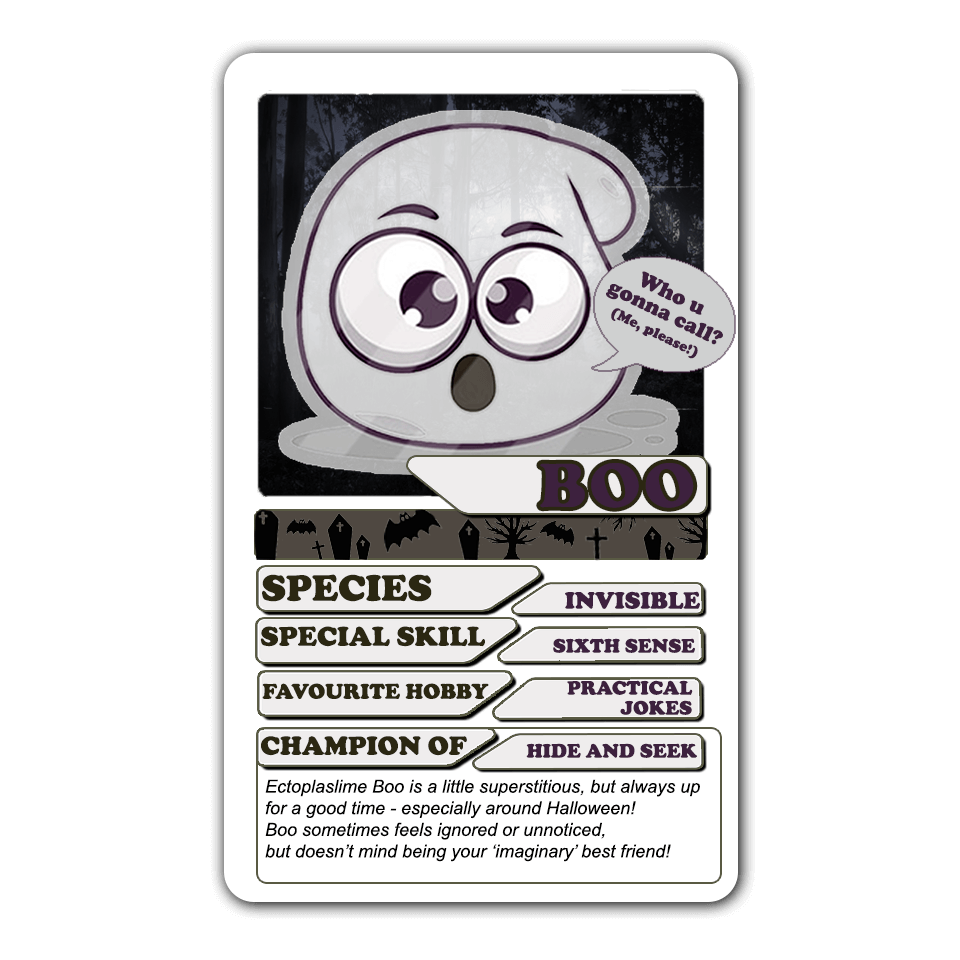 Who u
gonna call?
(Me, please!)
BOO
SPECIES
INVISIBLE
SPECIAL SKILL
SIXTH SENSE
FAVOURITE HOBBY
PRACTICAL
JOKES
CHAMPION OF
HIDE AND SEEK
Ectoplaslime Boo is a little superstitious, but always up
for a good time - especially around Halloween!
Boo sometimes feels ignored or unnoticed,
but doesn't mind being your ‘imaginary’ best friend!